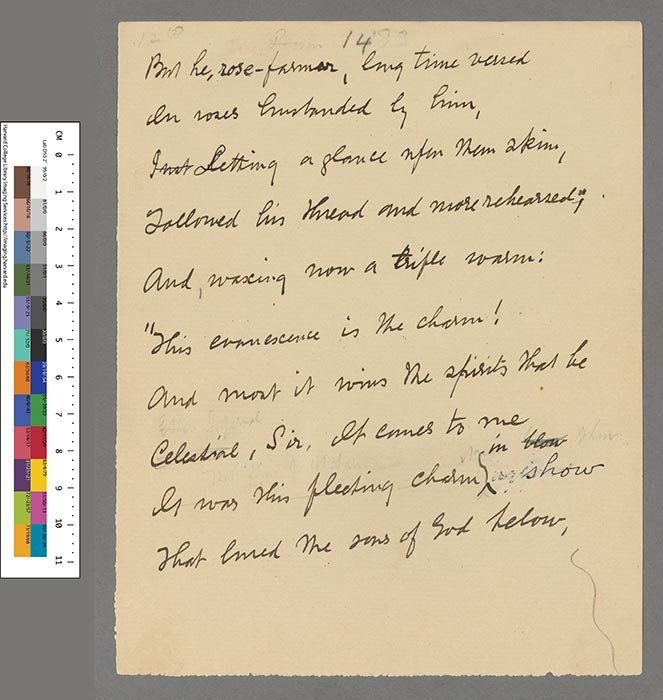 14
But he, rose-farmer, long time versed
In roses husbanded by him,
Just Letting a glance upon them skim,
Followed his thread and more rehearsed;
And, waxing now a trifle warm:
"This evanescence is the charm!
And most it wins the spirits that be
Celestial, Sir. It comes to me
It was this fleeting charm in show
That lured the sons of God below,
CM 0 1 2 3 4 5 6 7 8 9 10 11
Harvard College Library Imaging Services http://imaging.harvard.edu